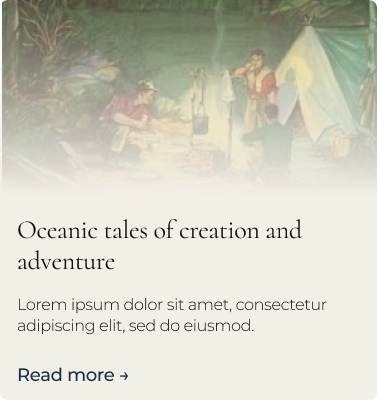 Oceanic tales of creation and
adventure
Lorem ipsum dolor sit amet, consectetur
adipiscing elit, sed do eiusmod.
Read more →